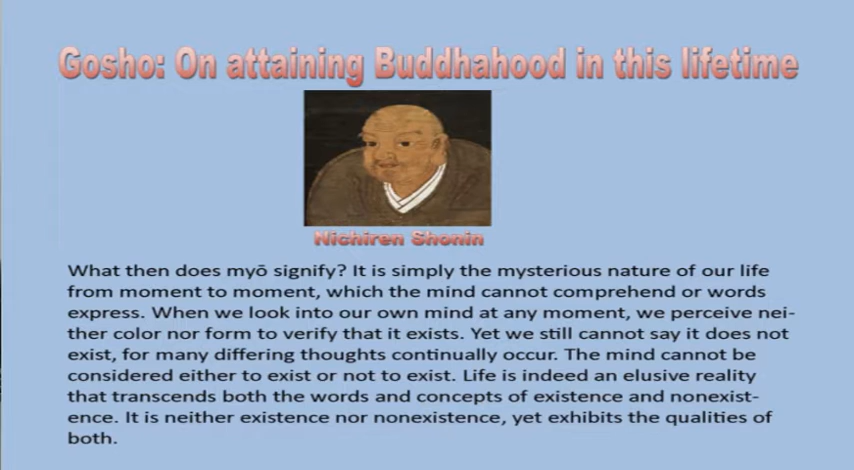 Gosho: On attaining Buddhahood in this lifetime
Nichiren Shonin
What then does myō signify? It is simply the mysterious nature of our life
from moment to moment, which the mind cannot comprehend or words
express. When we look into our own mind at any moment, we perceive nei-
ther color nor form to verify that it exists. Yet we still cannot say it does not
exist, for many differing thoughts continually occur. The mind cannot be
considered either to exist or not to exist. Life is indeed an elusive reality
that transcends both the words and concepts of existence and nonexist-
ence. It is neither existence nor nonexistence, yet exhibits the qualities of
both.